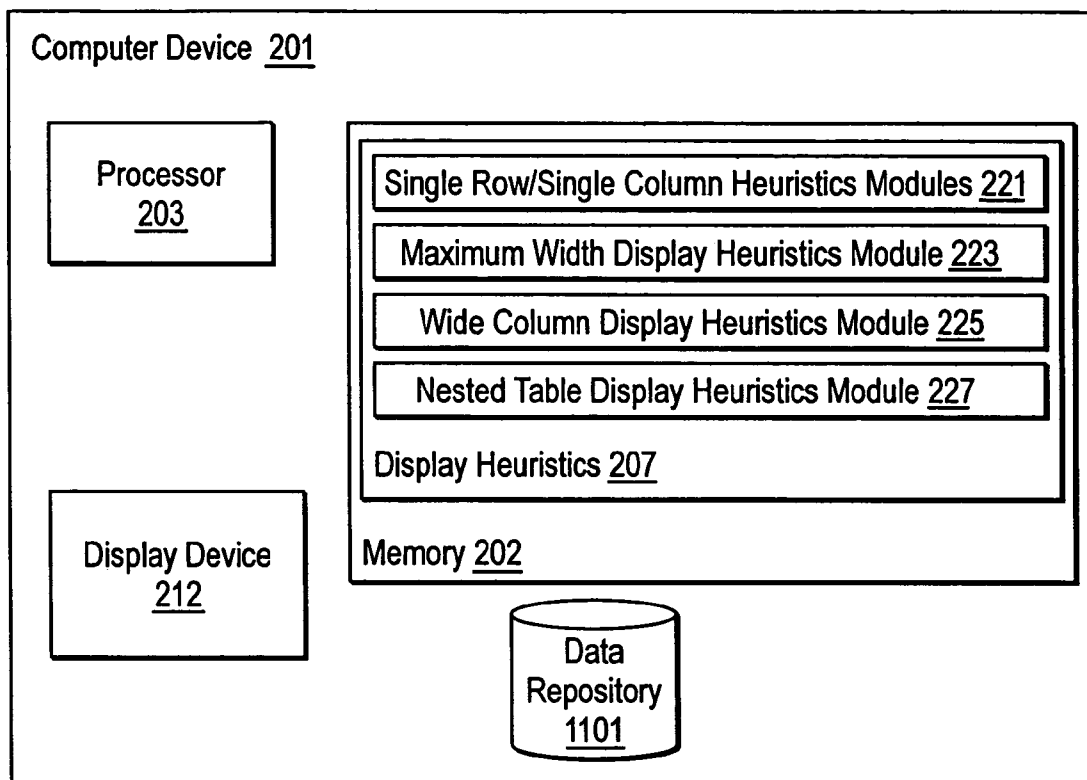 Computer Device 201
Processor
203
Single Row/Single Column Heuristics Modules 221
Maximum Width Display Heuristics Module 223
Wide Column Display Heuristics Module 225
Nested Table Display Heuristics Module 227
Display Heuristics 207
Memory 202
Display Device
212
Data
Repository
1101